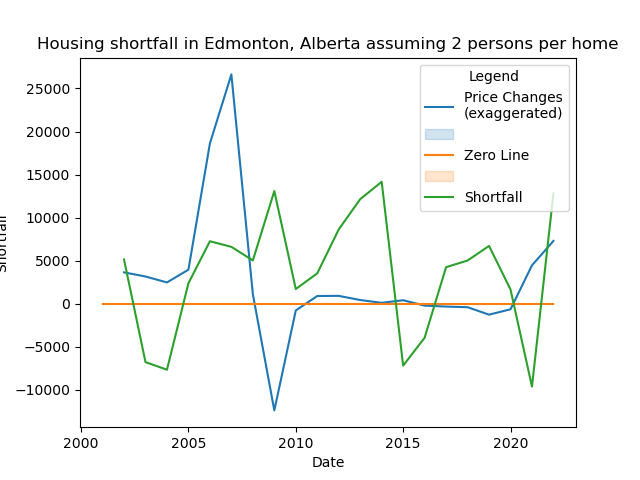 Housing shortfall in Edmonton, Alberta assuming 2 persons per home
Legend
Price Changes
(exaggerated)
Zero Line
Shortfall
25000
20000
15000
10000
5000
0
−5000
−10000
Shortfall
2000
2005
2010
2015
2020
Date